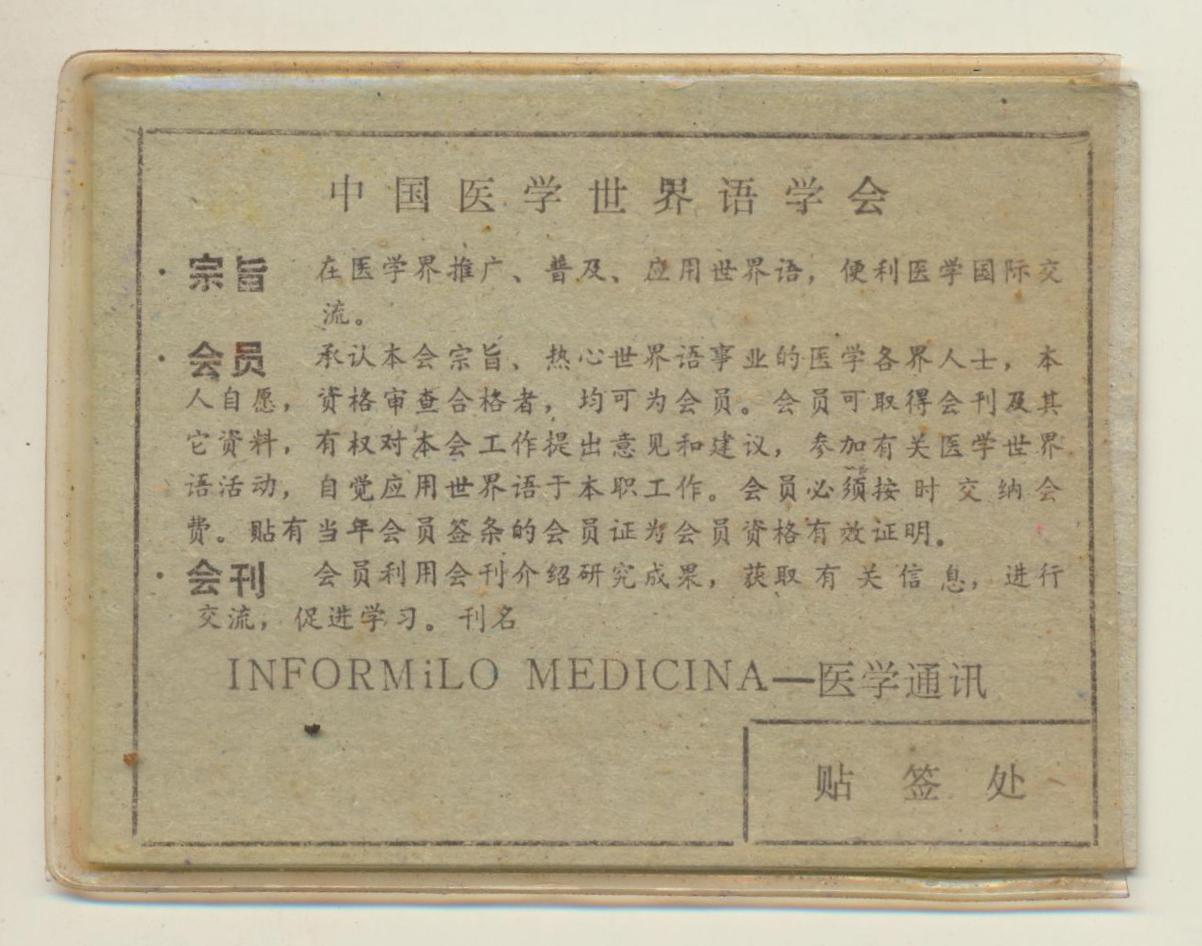 中国医学世界语学会
·宗旨 在医学界推广、普及、应用世界语，便利医学国际交
流。
·会员 承认本会宗旨、热心世界语事业的医学各界人士，本
人自愿，资格审查合格者，均可为会员。会员可取得会刊及其
它资料，有权对本会工作提出意见和建议，参加有关医学世界
语活动，自觉应用世界语于本职工作。会员必须按时交纳会
费。贴有当年会员签条的会员证为会员资格有效证明。
·会刊 会员利用会刊介绍研究成果，获取有关信息，进行
交流，促进学习。刊名
INFORMiLO MEDICINA—医学通讯
贴签处